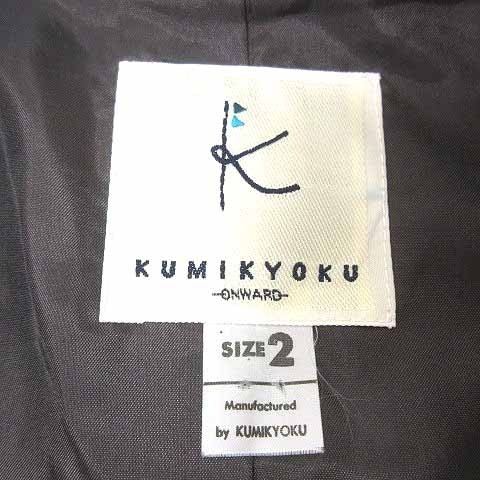 K
KUMIKYOKU
ONWARD
SIZE 2
Manufactured
by KUMIKYOKU